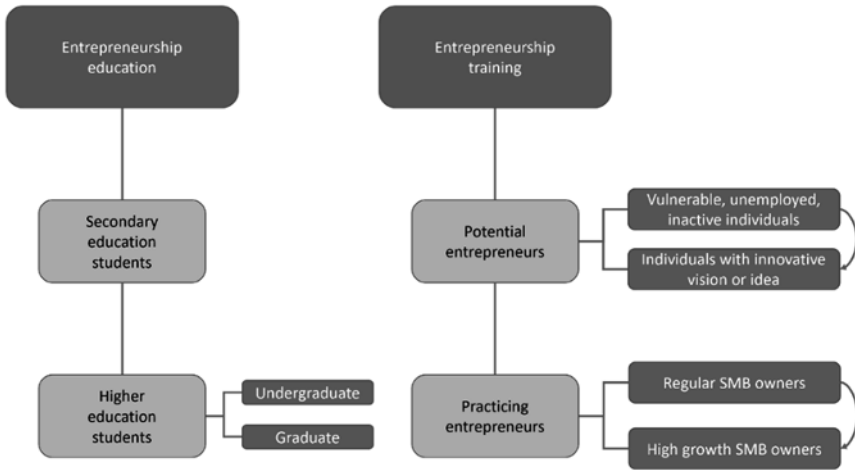 Entrepreneurship
education
Entrepreneurship
training
Secondary
education
students
Potential
entrepreneurs
Vulnerable, unemployed,
inactive individuals
Individuals with innovative
vision or idea
Higher
education
students
Undergraduate
Graduate
Practicing
entrepreneurs
Regular SMB owners
High growth SMB owners